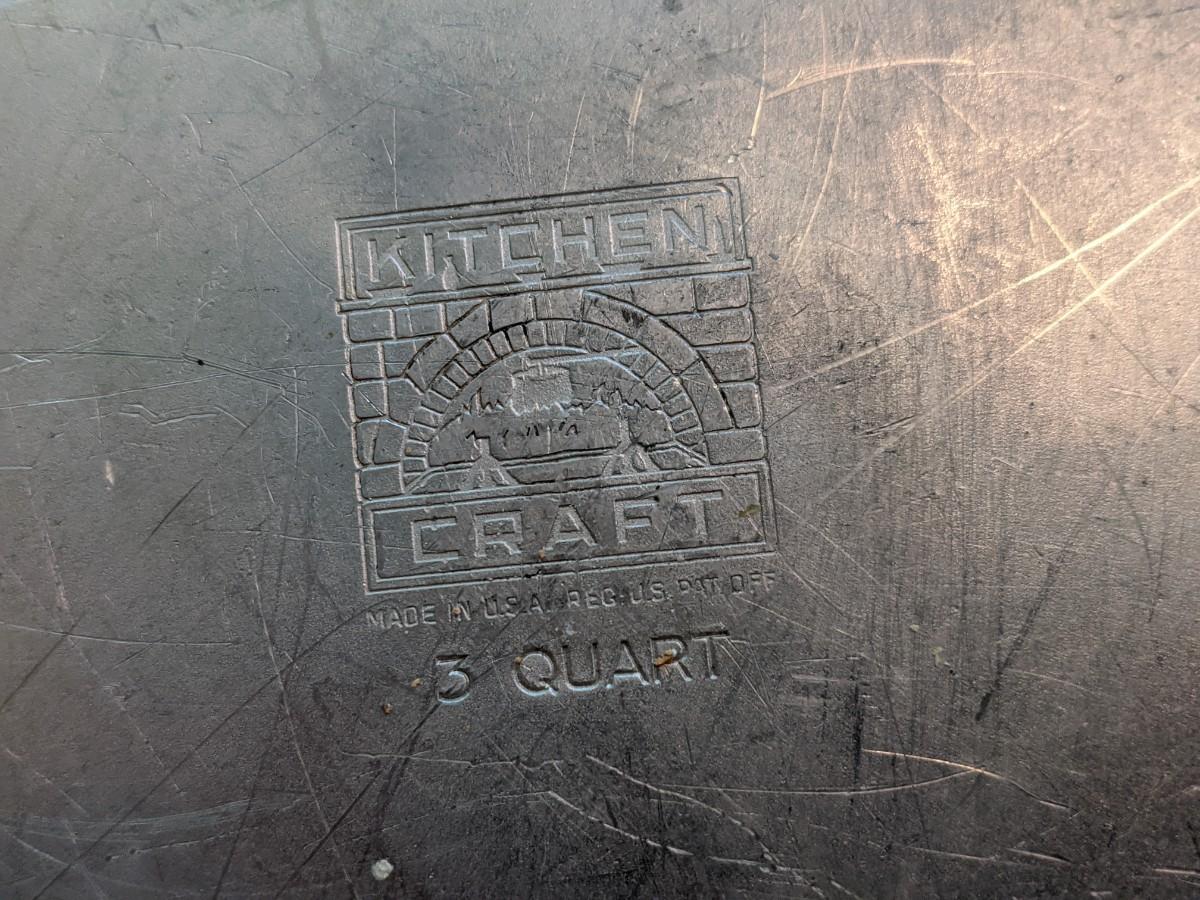 KITCHEN
CRAFT
MADE IN U.S.A. REG. U.S. PAT. OFF.
3 QUART